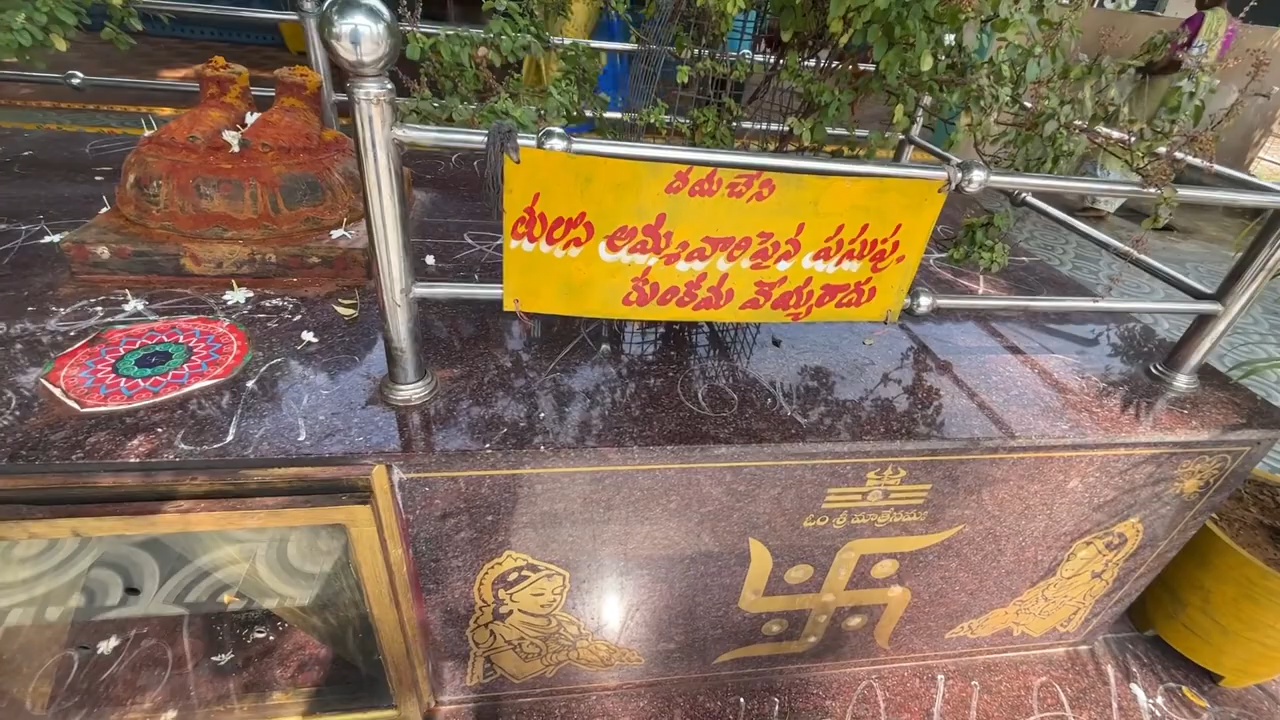 దయచేసి
తులసి అమ్మవారిపైన పసుపు,
కుంకుమ వేయ్యరాదు
ఓం శ్రీ మాత్రేనమః